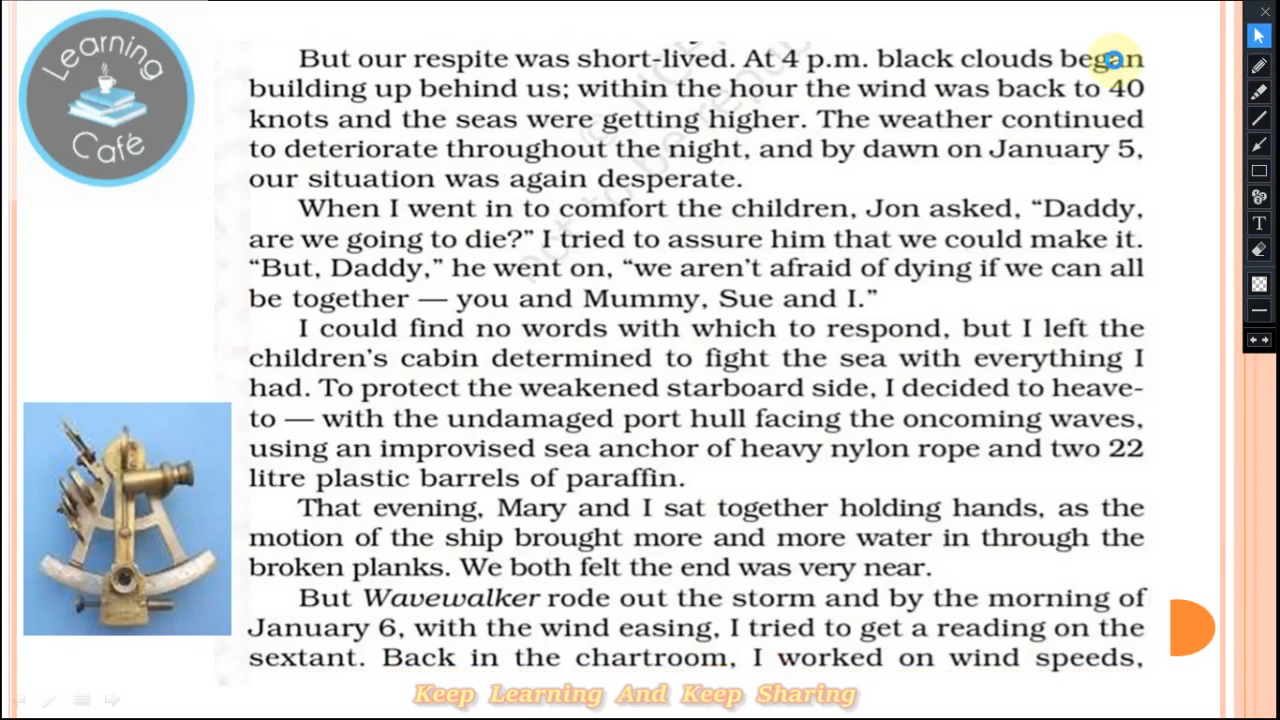 Learning
Café
But our respite was short-lived. At 4 p.m. black clouds began
building up behind us; within the hour the wind was back to 40
knots and the seas were getting higher. The weather continued
to deteriorate throughout the night, and by dawn on January 5,
our situation was again desperate.
When I went in to comfort the children, Jon asked, “Daddy,
are we going to die?” I tried to assure him that we could make it.
“But, Daddy,” he went on, “we aren’t afraid of dying if we can all
be together — you and Mummy, Sue and I.”
I could find no words with which to respond, but I left the
children’s cabin determined to fight the sea with everything I
had. To protect the weakened starboard side, I decided to heave-
to — with the undamaged port hull facing the oncoming waves,
using an improvised sea anchor of heavy nylon rope and two 22
litre plastic barrels of paraffin.
That evening, Mary and I sat together holding hands, as the
motion of the ship brought more and more water in through the
broken planks. We both felt the end was very near.
But Wavewalker rode out the storm and by the morning of
January 6, with the wind easing, I tried to get a reading on the
sextant. Back in the chartroom, I worked on wind speeds,
Keep Learning And Keep Sharing